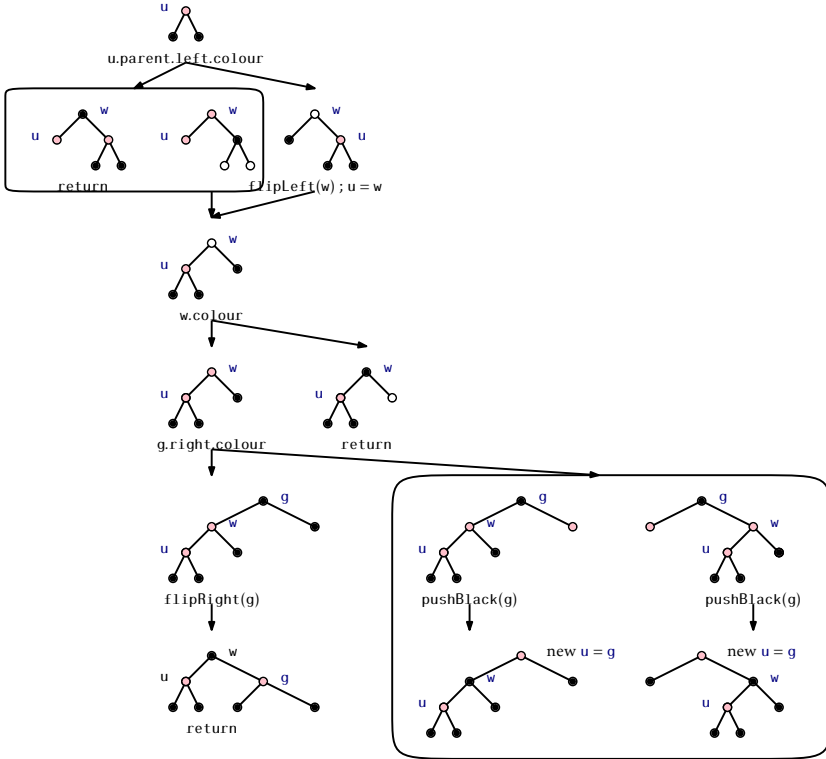 u
u.parent.left.colour
w w w
u u u
return flipLeft(w) ; u = w
w
u
w.colour
w w
u u
g.right.colour return
g g g
w w w
u u u
flipRight(g) pushBlack(g) pushBlack(g)
w new u = g new u = g
u g w w
u u
return